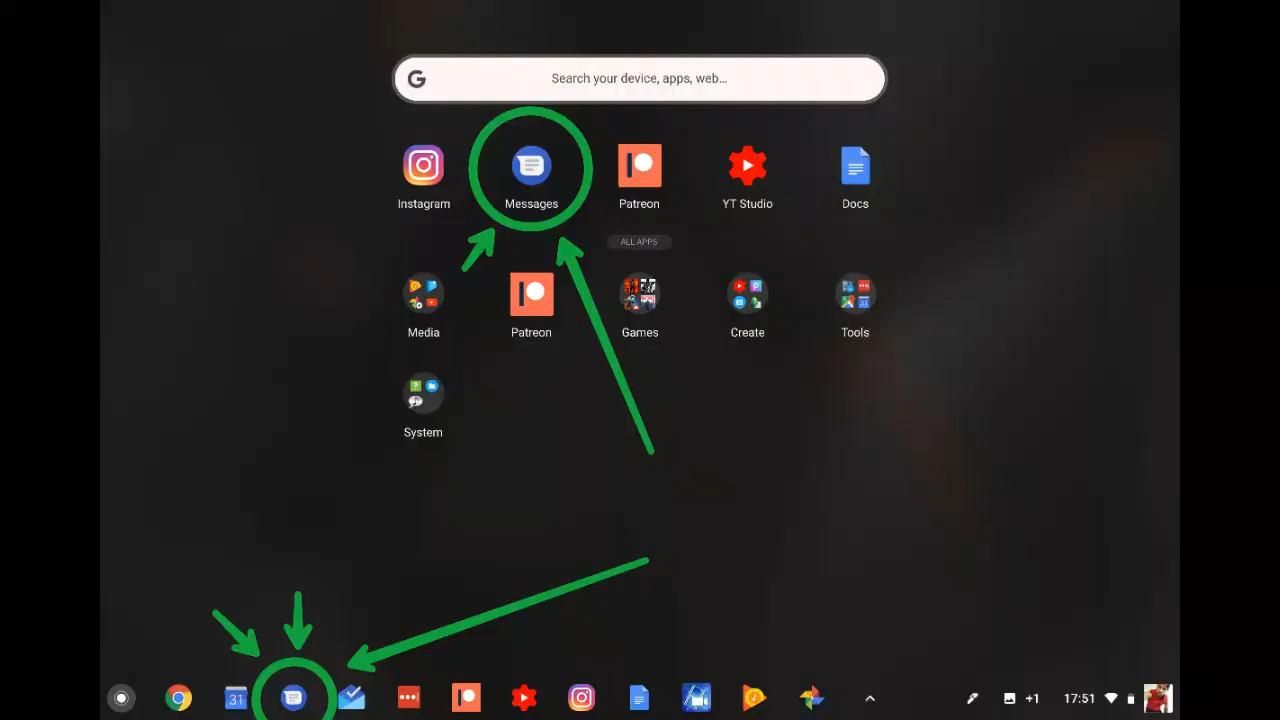 G
Search your device, apps, web...
Instagram
Messages
Patreon
YT Studio
Docs
ALL APPS
Media
Patreon
Games
Create
Tools
System
31
+1
17:51